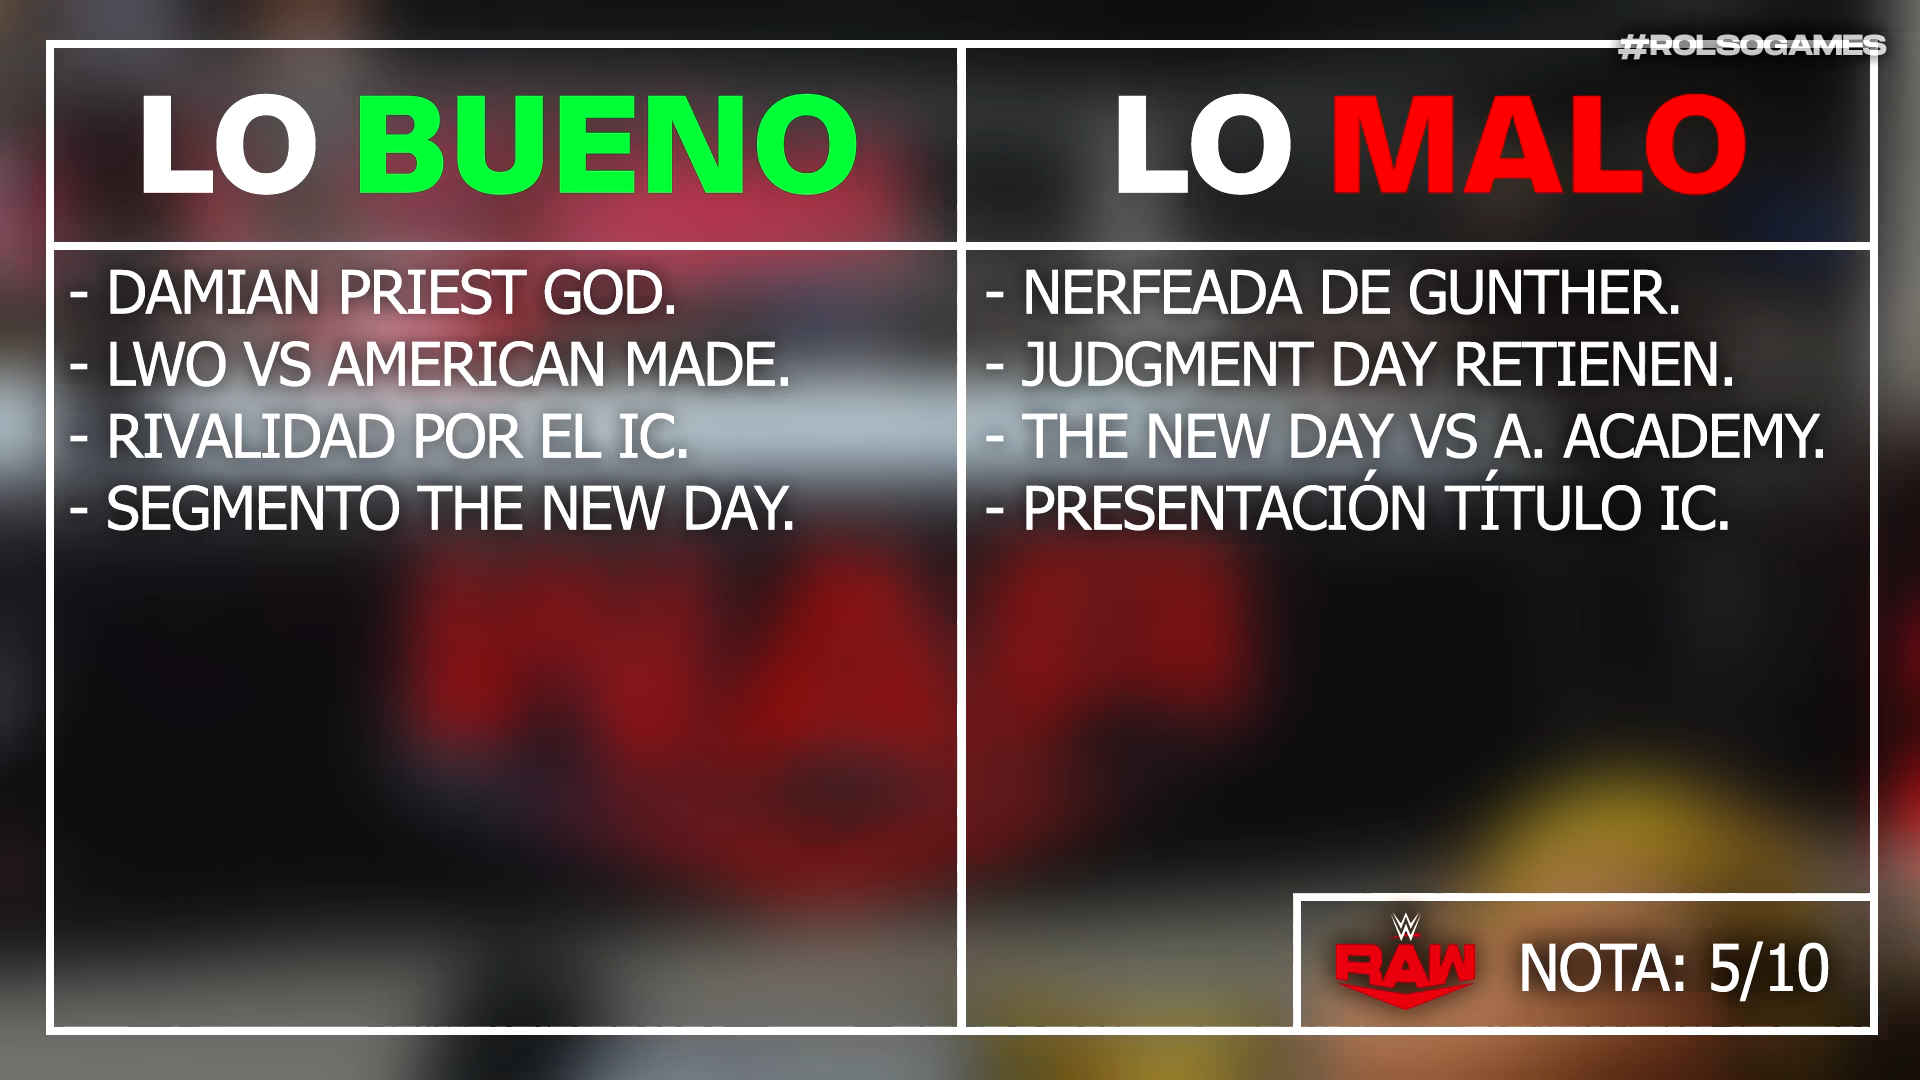 #ROLSOGAMES
LO BUENO
- DAMIAN PRIEST GOD.
- LWO VS AMERICAN MADE.
- RIVALIDAD POR EL IC.
- SEGMENTO THE NEW DAY.
LO MALO
- NERFEADA DE GUNTHER.
- JUDGMENT DAY RETIENEN.
- THE NEW DAY VS A. ACADEMY.
- PRESENTACIÓN TÍTULO IC.
W
RAW
NOTA: 5/10